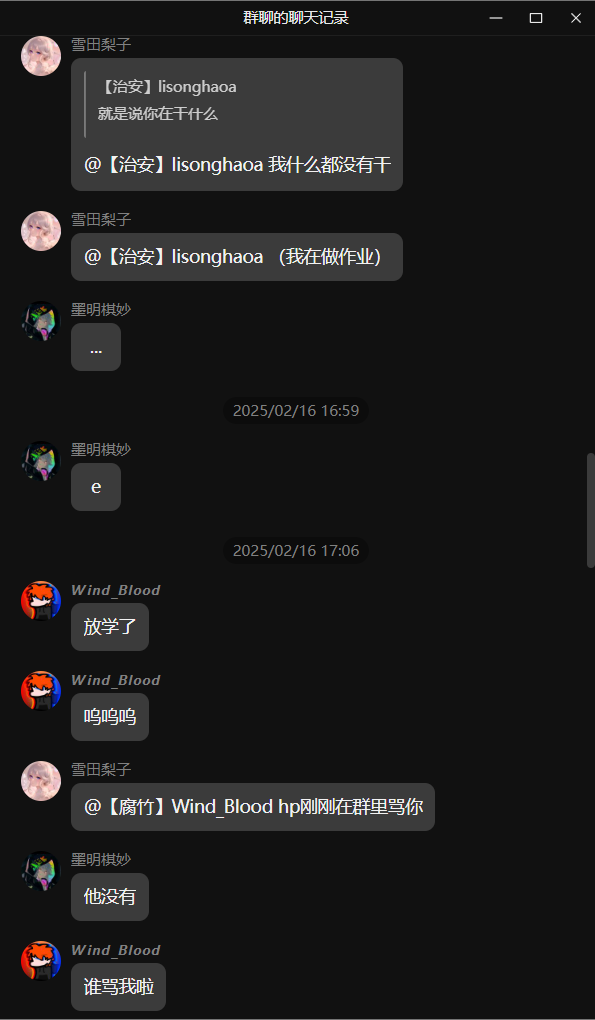 群聊的聊天记录
雪田梨子
【治安】lisonghaoa
就是说你在干什么
@【治安】lisonghaoa 我什么都没有干
雪田梨子
@【治安】lisonghaoa （我在做作业）
墨明棋妙
...
2025/02/16 16:59
墨明棋妙
e
2025/02/16 17:06
Wind_Blood
放学了
Wind_Blood
呜呜呜
雪田梨子
@【腐竹】Wind_Blood hp刚刚在群里骂你
墨明棋妙
他没有
Wind_Blood
谁骂我啦